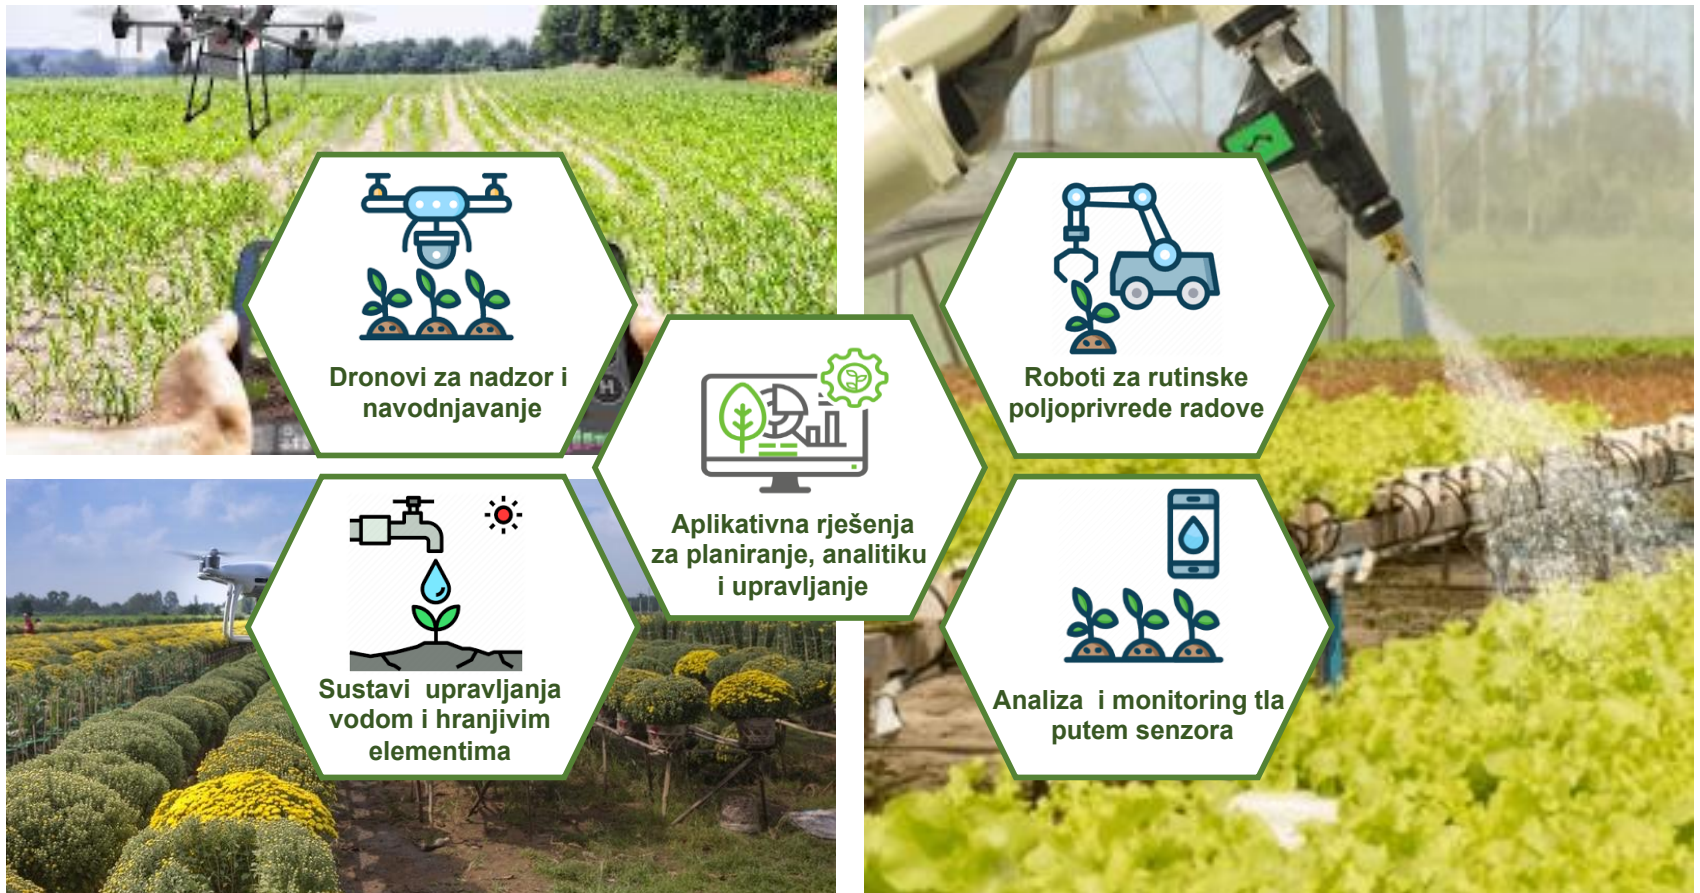 Dronovi za nadzor i
navodnjavanje
Roboti za rutinske
poljoprivrede radove
Aplikativna rješenja
za planiranje, analitiku
i upravljanje
Sustavi  upravljanja
vodom i hranjivim
elementima
Analiza  i monitoring tla
putem senzora